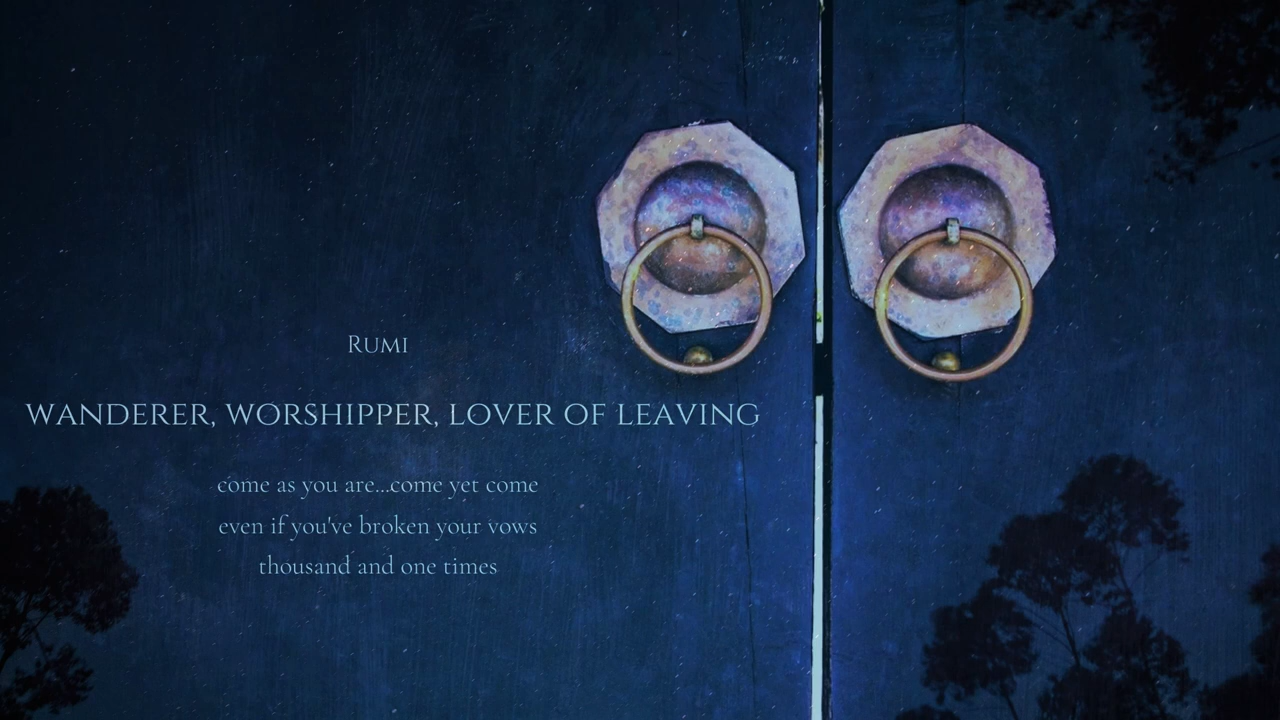 Rumi
WANDERER, WORSHIPPER, LOVER OF LEAVING
come as you are...come yet come
even if you've broken your vows
thousand and one times